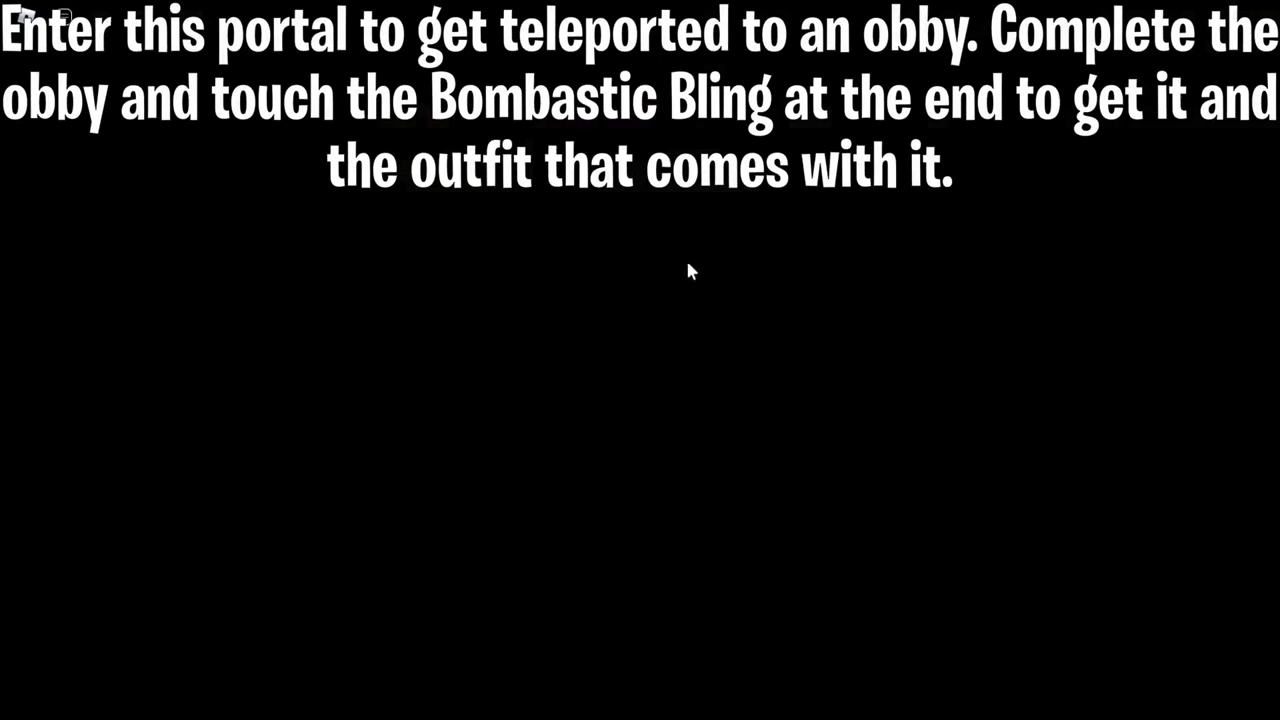 Enter this portal to get teleported to an obby. Complete the
obby and touch the Bombastic Bling at the end to get it and
the outfit that comes with it.